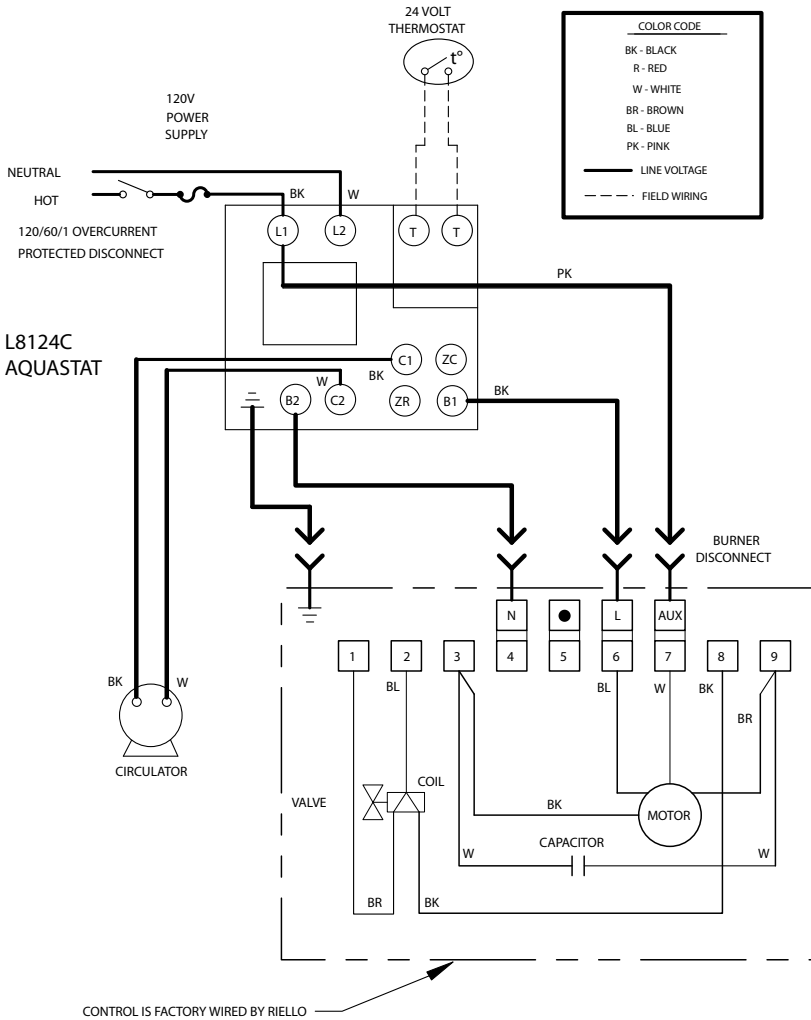 24 VOLT
THERMOSTAT
t°
COLOR CODE
BK - BLACK
R - RED
W - WHITE
BR - BROWN
BL - BLUE
PK - PINK
LINE VOLTAGE
FIELD WIRING
120V
POWER
SUPPLY
NEUTRAL
HOT
BK
W
120/60/1 OVERCURRENT
PROTECTED DISCONNECT
L1
L2
T
T
PK
L8124C
AQUASTAT
C1
ZC
BK
W
B2
C2
ZR
B1
BK
BURNER
DISCONNECT
N
L
AUX
1
2
3
4
5
6
7
8
9
BK
W
BL
BL
W
BK
BR
CIRCULATOR
VALVE
COIL
BK
MOTOR
CAPACITOR
W
W
BR
BK
CONTROL IS FACTORY WIRED BY RIELLO